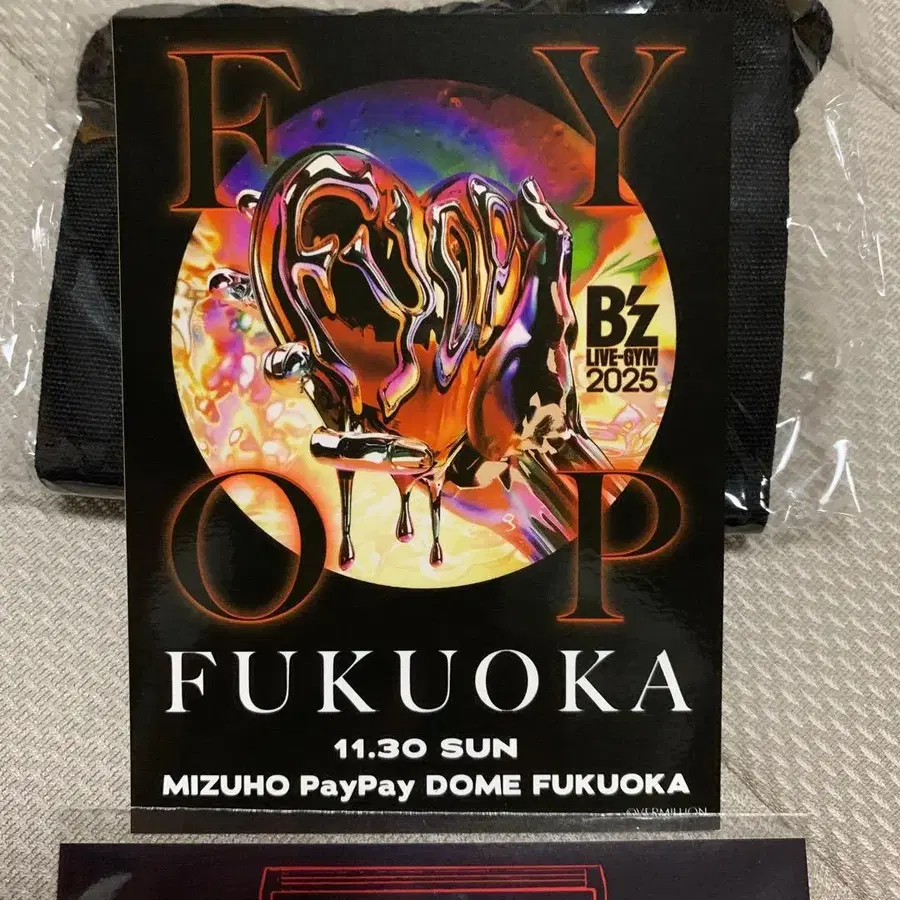 F Y
FYOP
B'z
LIVE-GYM
2025
O P
FUKUOKA
11.30 SUN
MIZUHO PayPay DOME FUKUOKA
©VERMILLION